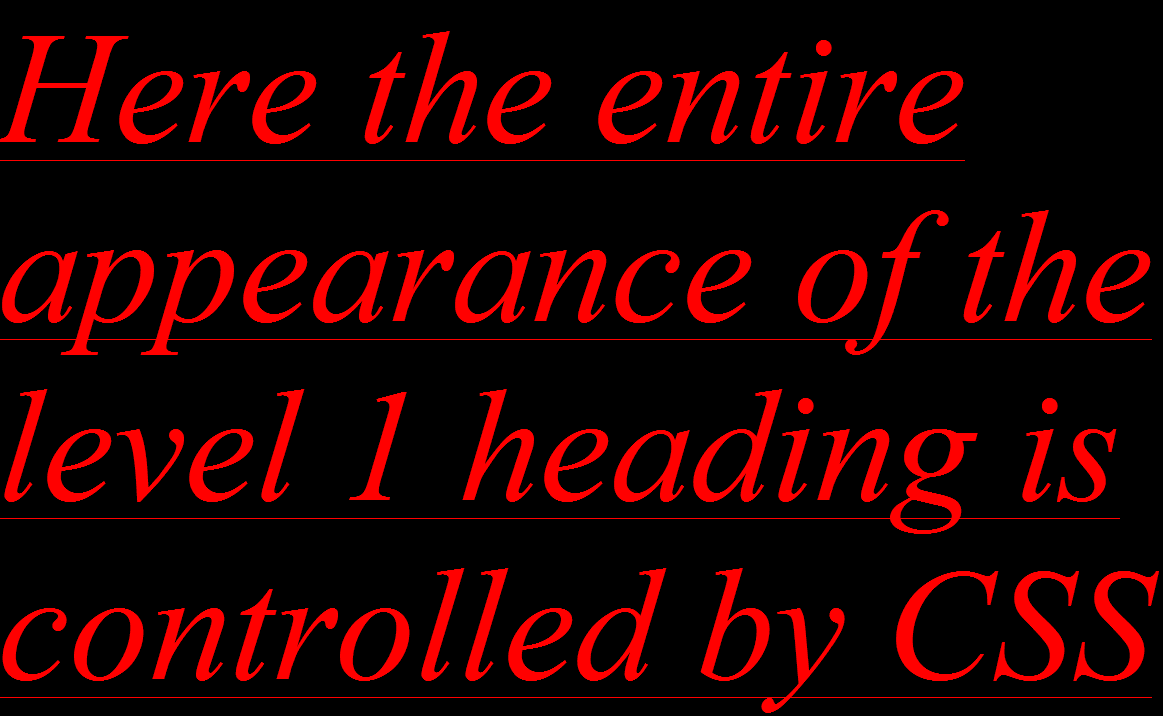 Here the entire
appearance of the
level 1 heading is
controlled by CSS